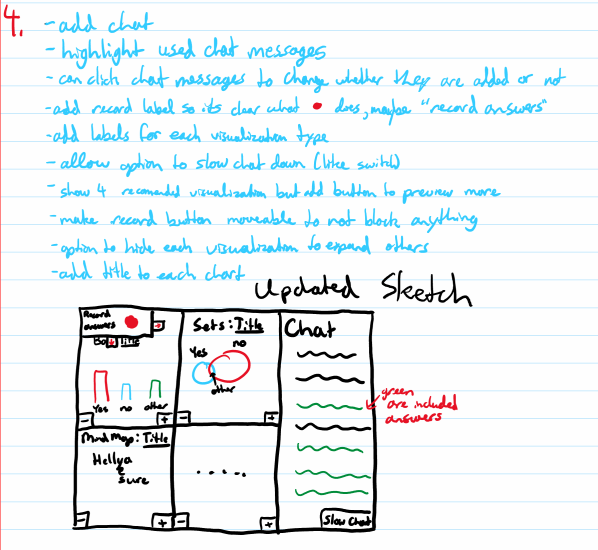 4.
- add chat
- highlight used chat messages
- can click chat messages to change whether they are added or not
- add record label so its clear what does, maybe "record answers"
- add labels for each visualization type
- allow option to slow chat down (like switch)
- show 4 recomended visualization but add button to preview more
- make record button moveable to not block anything
- option to hide each visualization to expand others
- add title to each chart
Updated Sketch
Record
answers
+
Title
Yes no other
- +
Sets: Title
Yes no
other
- +
Chat
green
are included
answers
Mind Map: Title
Hellya
sure
- +
.....
- +
Slow Chat